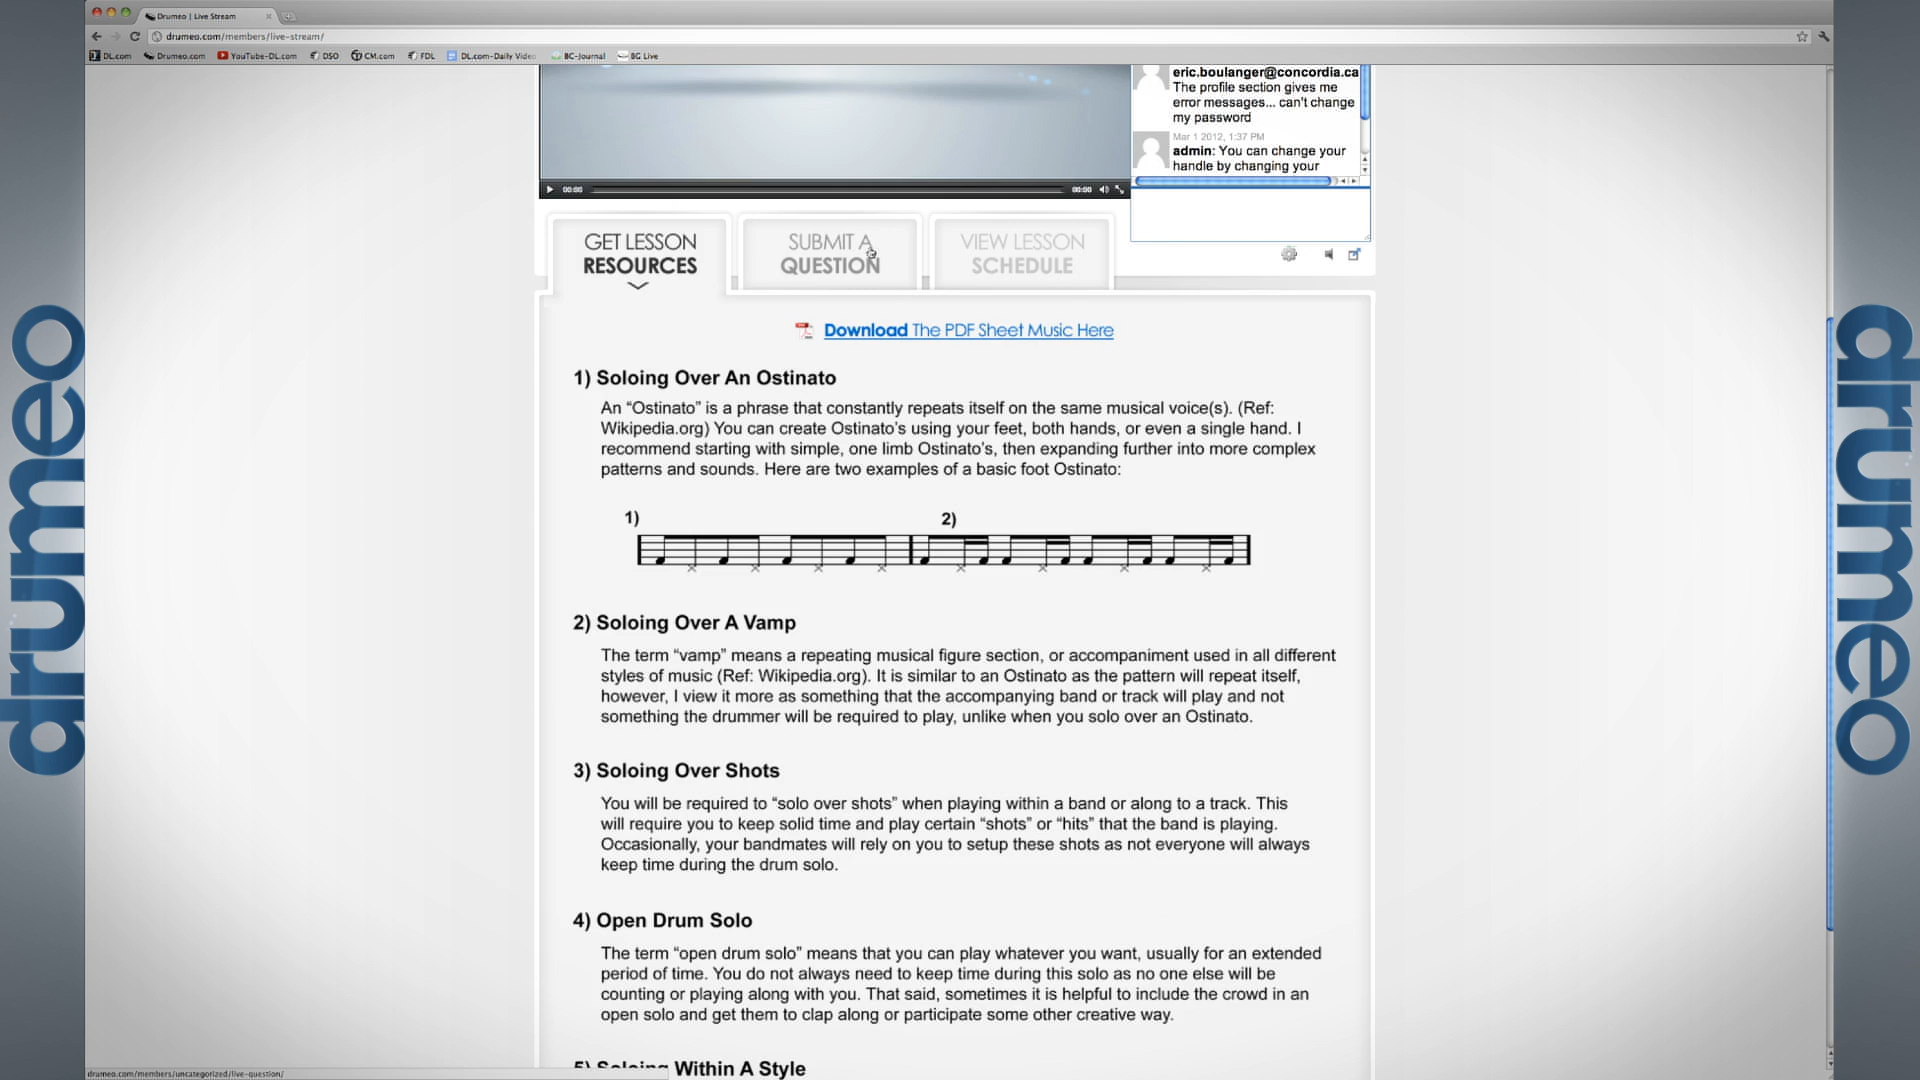 Drumeo | Live Stream
drumeo.com/members/live-stream/
DL.com Drumeo.com YouTube-DL.com DSO CM.com FDL DL.com-Daily Video BC-Journal BG Live
eric.boulanger@concordia.ca
The profile section gives me
error messages... can't change
my password
Mar 1 2012, 1:37 PM
admin: You can change your
handle by changing your
00:00 00:00
GET LESSON
RESOURCES
SUBMIT A
QUESTION
VIEW LESSON
SCHEDULE
Download The PDF Sheet Music Here
1) Soloing Over An Ostinato
An “Ostinato” is a phrase that constantly repeats itself on the same musical voice(s). (Ref:
Wikipedia.org) You can create Ostinato’s using your feet, both hands, or even a single hand. I
recommend starting with simple, one limb Ostinato’s, then expanding further into more complex
patterns and sounds. Here are two examples of a basic foot Ostinato:
1) 2)
2) Soloing Over A Vamp
The term “vamp” means a repeating musical figure section, or accompaniment used in all different
styles of music (Ref: Wikipedia.org). It is similar to an Ostinato as the pattern will repeat itself,
however, I view it more as something that the accompanying band or track will play and not
something the drummer will be required to play, unlike when you solo over an Ostinato.
3) Soloing Over Shots
You will be required to “solo over shots” when playing within a band or along to a track. This
will require you to keep solid time and play certain “shots” or “hits” that the band is playing.
Occasionally, your bandmates will rely on you to setup these shots as not everyone will always
keep time during the drum solo.
4) Open Drum Solo
The term “open drum solo” means that you can play whatever you want, usually for an extended
period of time. You do not always need to keep time during this solo as no one else will be
counting or playing along with you. That said, sometimes it is helpful to include the crowd in an
open solo and get them to clap along or participate some other creative way.
5) Soloing Within A Style
drumeo.com/members/uncategorized/live-question/
drumeo
drumeo